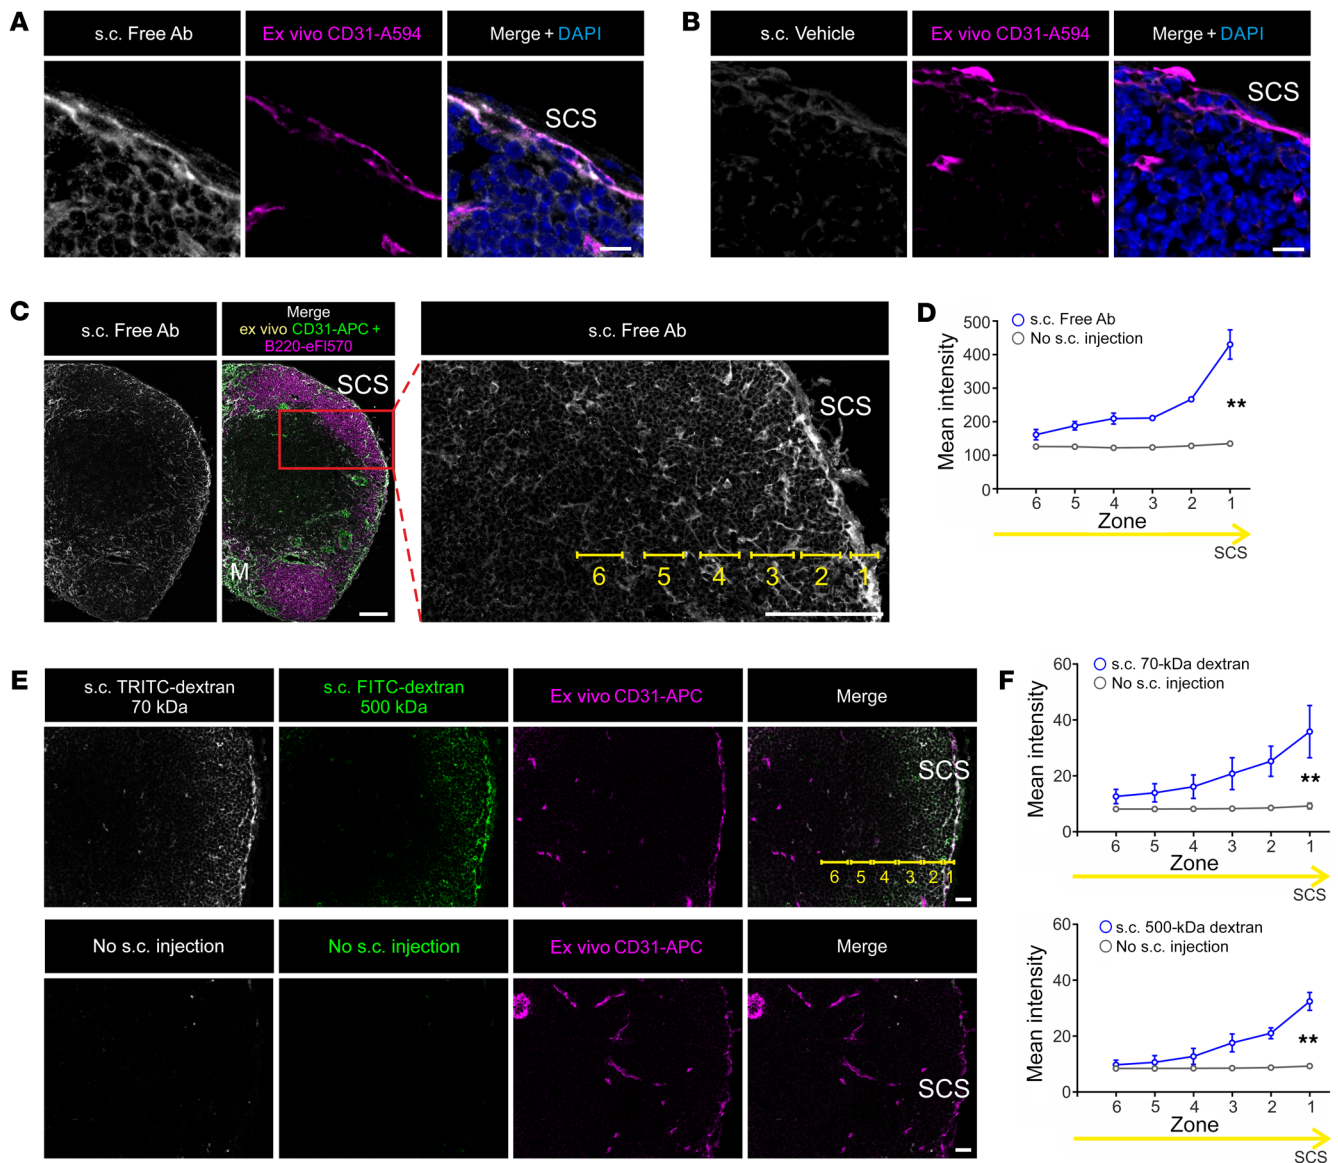 A
s.c. Free Ab
Ex vivo CD31-A594
Merge + DAPI
SCS
B
s.c. Vehicle
Ex vivo CD31-A594
Merge + DAPI
SCS
C
s.c. Free Ab
Merge
ex vivo CD31-APC +
B220-eFl570
SCS
M
s.c. Free Ab
SCS
6 5 4 3 2 1
D
s.c. Free Ab
No s.c. injection
Mean intensity
500
400
300
200
100
0
**
6 5 4 3 2 1
Zone
SCS
E
s.c. TRITC-dextran
70 kDa
s.c. FITC-dextran
500 kDa
Ex vivo CD31-APC
Merge
SCS
6 5 4 3 2 1
No s.c. injection
No s.c. injection
Ex vivo CD31-APC
Merge
SCS
F
s.c. 70-kDa dextran
No s.c. injection
Mean intensity
60
40
20
0
**
6 5 4 3 2 1
Zone
SCS
s.c. 500-kDa dextran
No s.c. injection
Mean intensity
60
40
20
0
**
6 5 4 3 2 1
Zone
SCS